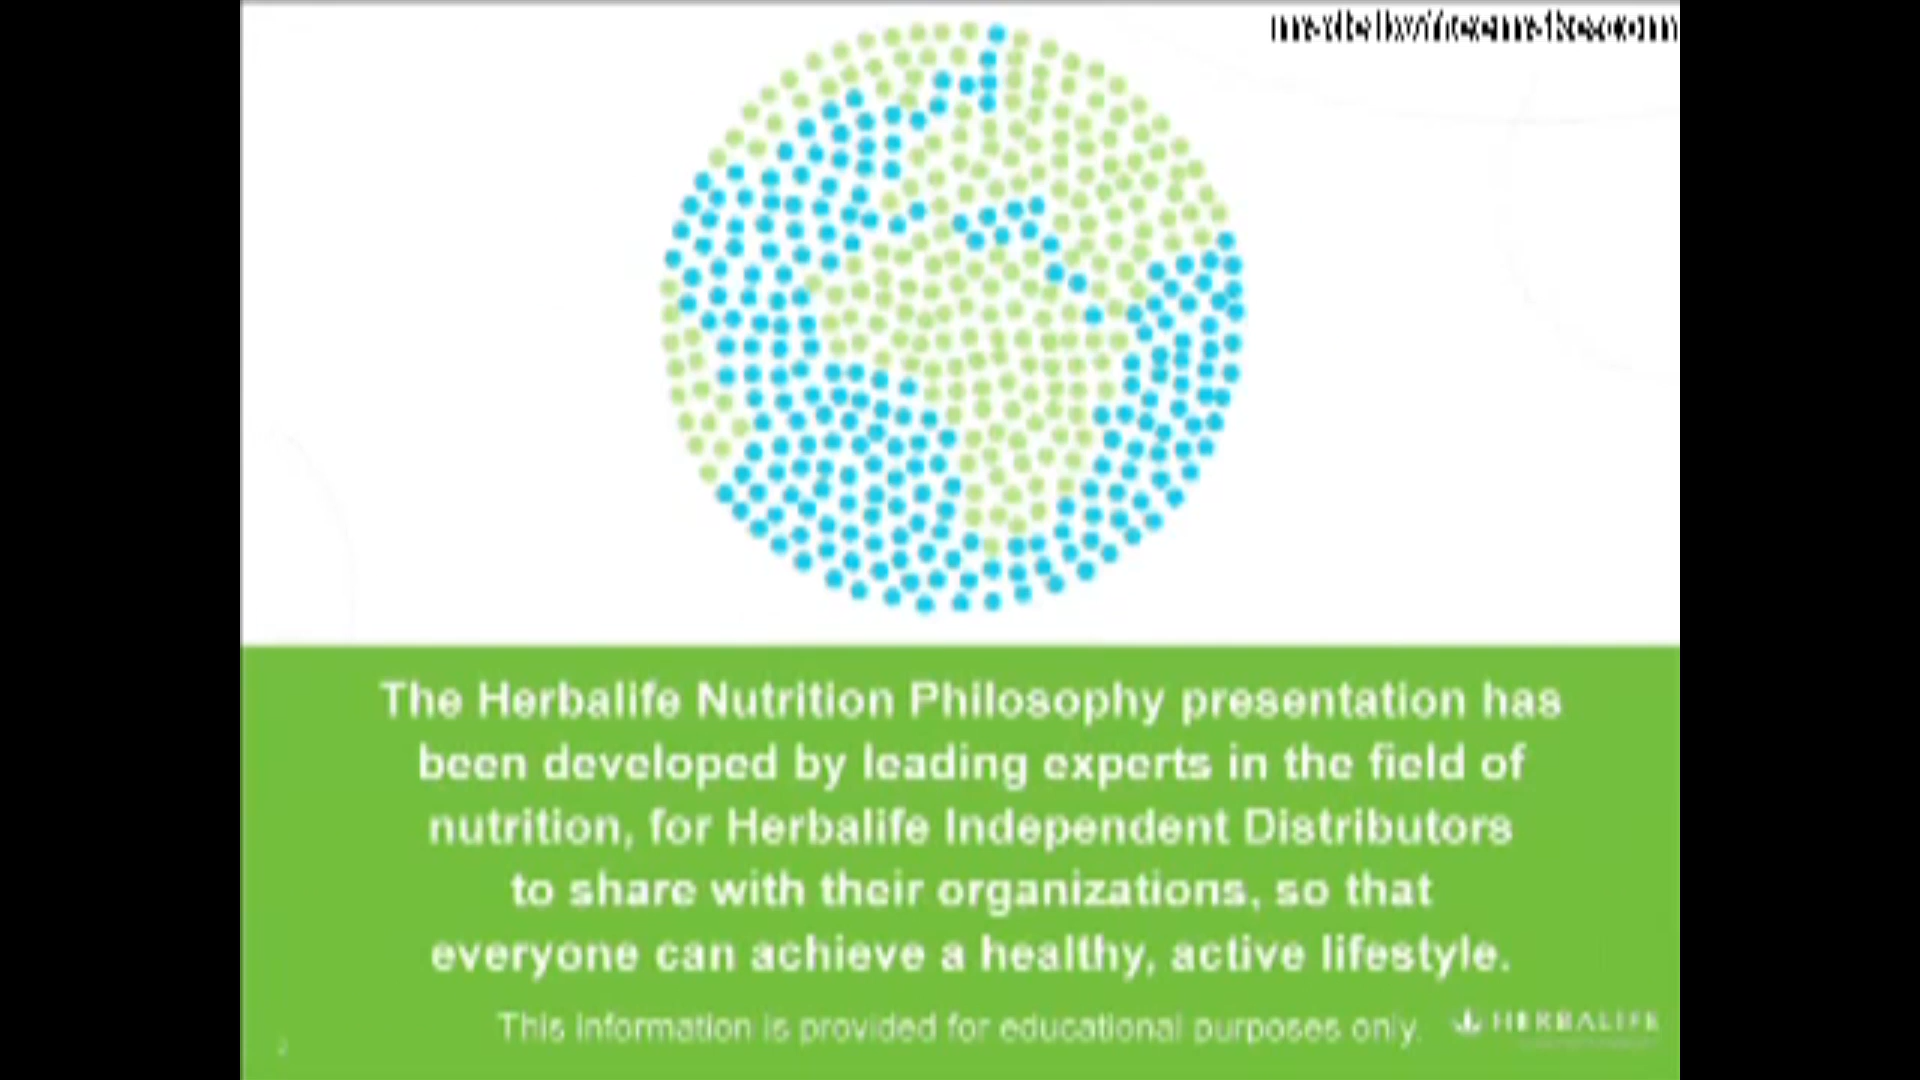 The Herbalife Nutrition Philosophy presentation has
been developed by leading experts in the field of
nutrition, for Herbalife Independent Distributors
to share with their organizations, so that
everyone can achieve a healthy, active lifestyle.
This information is provided for educational purposes only.
HERBALIFE
2